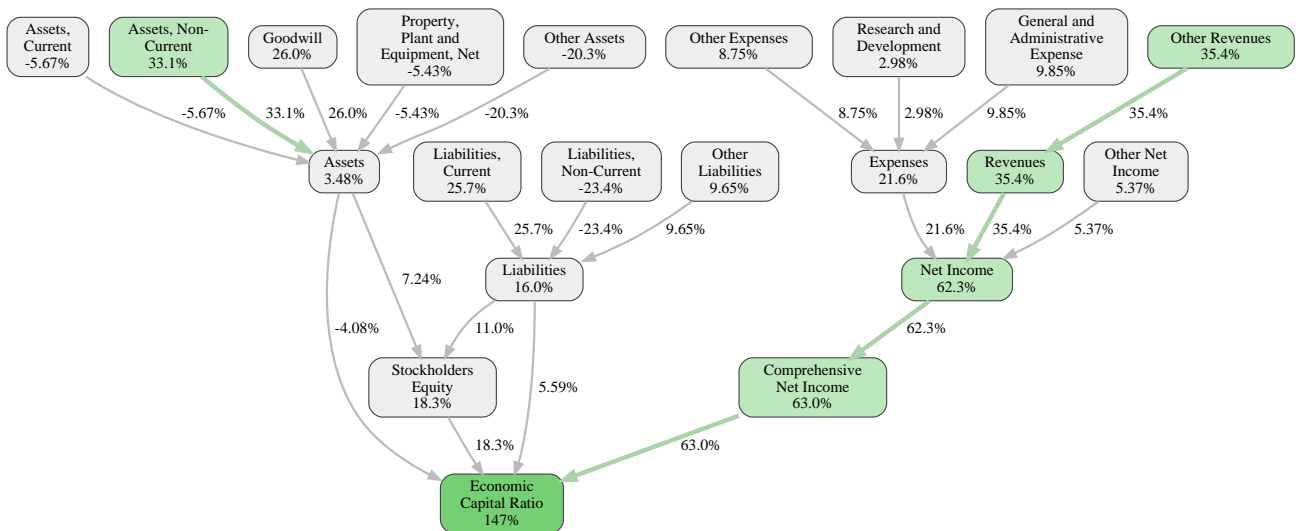 Assets,
Current
-5.67%
Assets, Non-
Current
33.1%
Goodwill
26.0%
Property,
Plant and
Equipment, Net
-5.43%
Other Assets
-20.3%
Other Expenses
8.75%
Research and
Development
2.98%
General and
Administrative
Expense
9.85%
Other Revenues
35.4%
-5.67%
33.1%
26.0%
-5.43%
-20.3%
8.75%
2.98%
9.85%
35.4%
Assets
3.48%
Liabilities,
Current
25.7%
Liabilities,
Non-Current
-23.4%
Other
Liabilities
9.65%
Expenses
21.6%
Revenues
35.4%
Other Net
Income
5.37%
25.7%
-23.4%
9.65%
21.6%
35.4%
5.37%
7.24%
Liabilities
16.0%
Net Income
62.3%
-4.08%
11.0%
62.3%
Stockholders
Equity
18.3%
5.59%
Comprehensive
Net Income
63.0%
18.3%
63.0%
Economic
Capital Ratio
147%